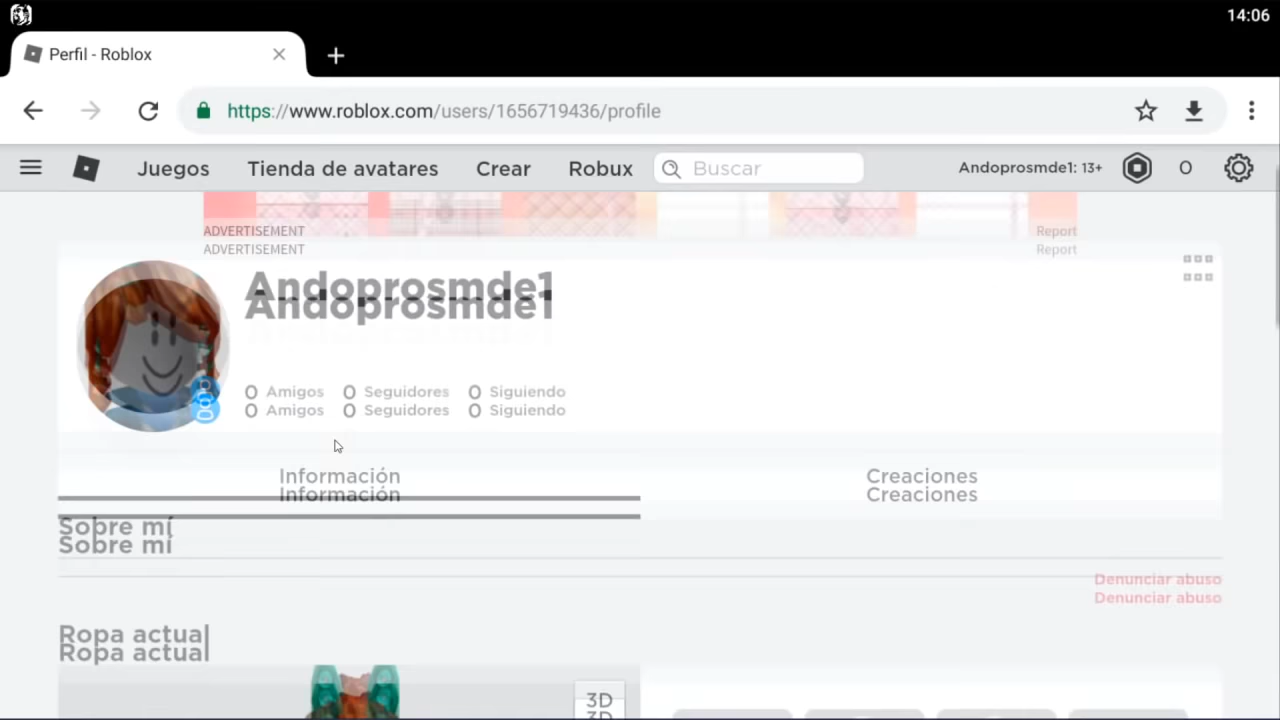 14:06
Perfil - Roblox
https://www.roblox.com/users/1656719436/profile
Juegos Tienda de avatares Crear Robux Buscar Andoprosmde1: 13+ 0
ADVERTISEMENT Report
ADVERTISEMENT Report
Andoprosmde1
Andoprosmde1
0 Amigos 0 Seguidores 0 Siguiendo
0 Amigos 0 Seguidores 0 Siguiendo
Información Creaciones
Información Creaciones
Sobre mí
Sobre mí
Denunciar abuso
Denunciar abuso
Ropa actual
Ropa actual
3D
3D